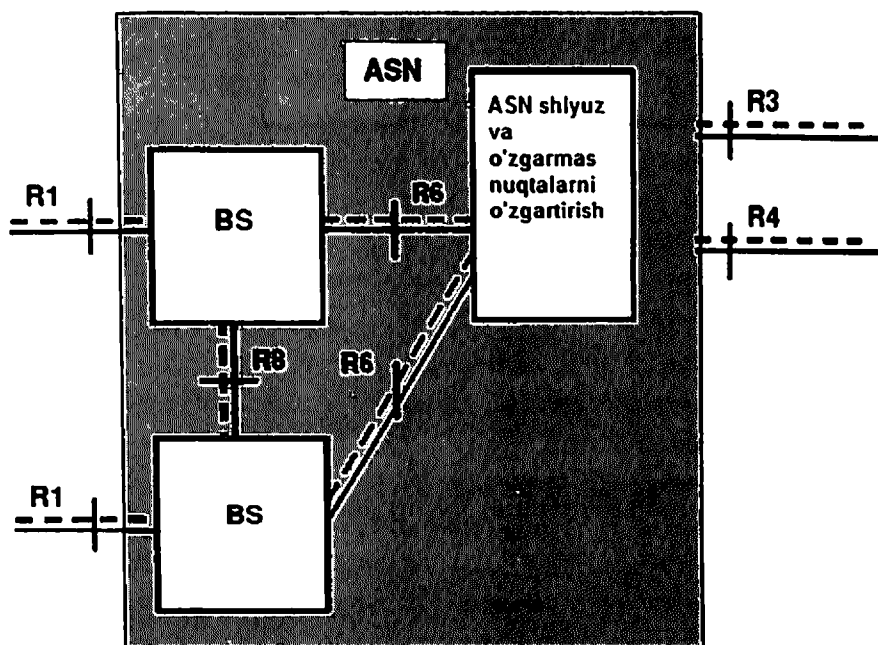 ASN
ASN shlyuz
va
o'zgarmas
nuqtalarni
o'zgartirish
R3
R1
BS
R6
R4
R8
R6
R1
BS